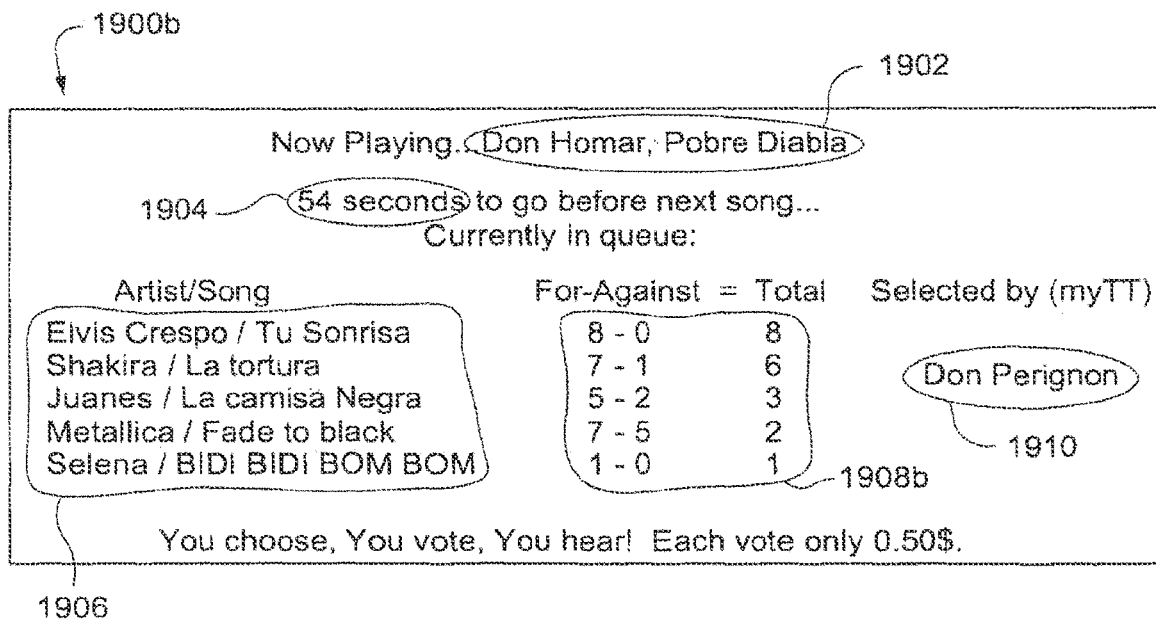 1900b
1902
Now Playing...Don Homar, Pobre Diabla
1904
54 seconds to go before next song...
Currently in queue:
Artist/Song For-Against = Total Selected by (myTT)
Elvis Crespo / Tu Sonrisa 8 - 0 8
Shakira / La tortura 7 - 1 6
Don Perignon
Juanes / La camisa Negra 5 - 2 3
Metallica / Fade to black 7 - 5 2
1910
Selena / BIDI BIDI BOM BOM 1 - 0 1
1908b
You choose, You vote, You hear! Each vote only 0.50$.
1906